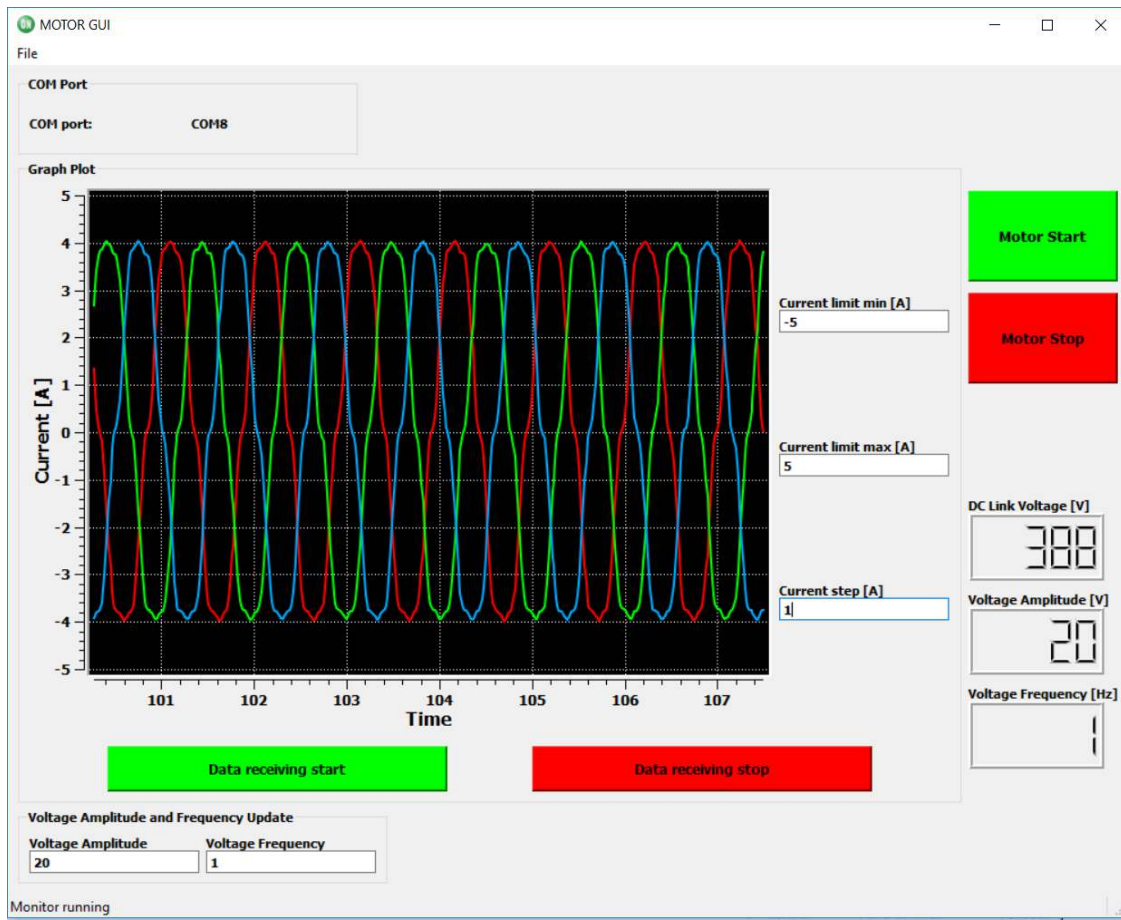 ON MOTOR GUI
File
COM Port
COM port: COM8
Graph Plot
5
4
3
2
1
0
-1
-2
-3
-4
-5
Current [A]
101 102 103 104 105 106 107
Time
Current limit min [A]
-5
Current limit max [A]
5
Current step [A]
1
Data receiving start Data receiving stop
Motor Start
Motor Stop
DC Link Voltage [V]
388
Voltage Amplitude [V]
20
Voltage Frequency [Hz]
1
Voltage Amplitude and Frequency Update
Voltage Amplitude Voltage Frequency
20 1
Monitor running